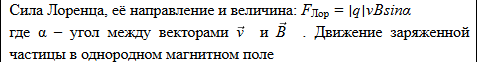 Сила Лоренца, её направление и величина: F_Лор = |q|vBsinα
где α – угол между векторами v⃗ и B⃗ . Движение заряженной
частицы в однородном магнитном поле